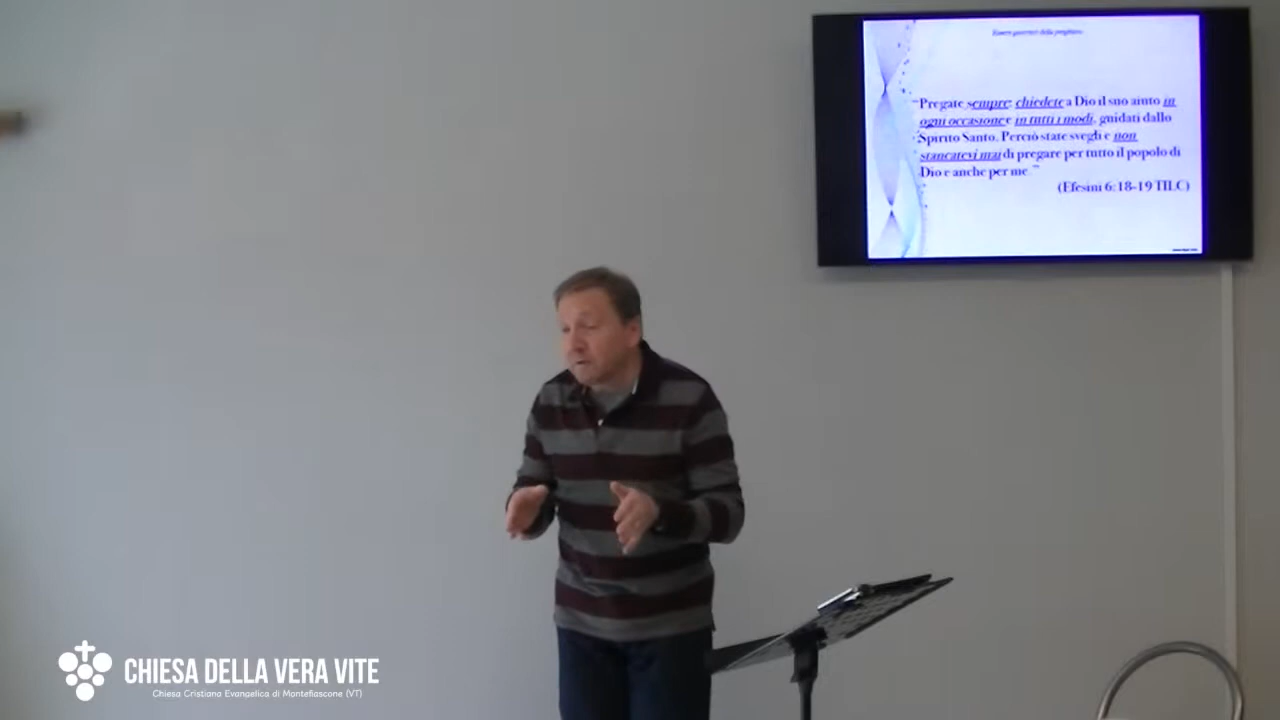 Essere guerrieri della preghiera
"Pregate sempre: chiedete a Dio il suo aiuto in
ogni occasione e in tutti i modi, guidati dallo
Spirito Santo. Perciò state svegli e non
stancatevi mai di pregare per tutto il popolo di
Dio e anche per me."
(Efesini 6:18-19 TILC)
CHIESA DELLA VERA VITE
Chiesa Cristiana Evangelica di Montefiascone (VT)